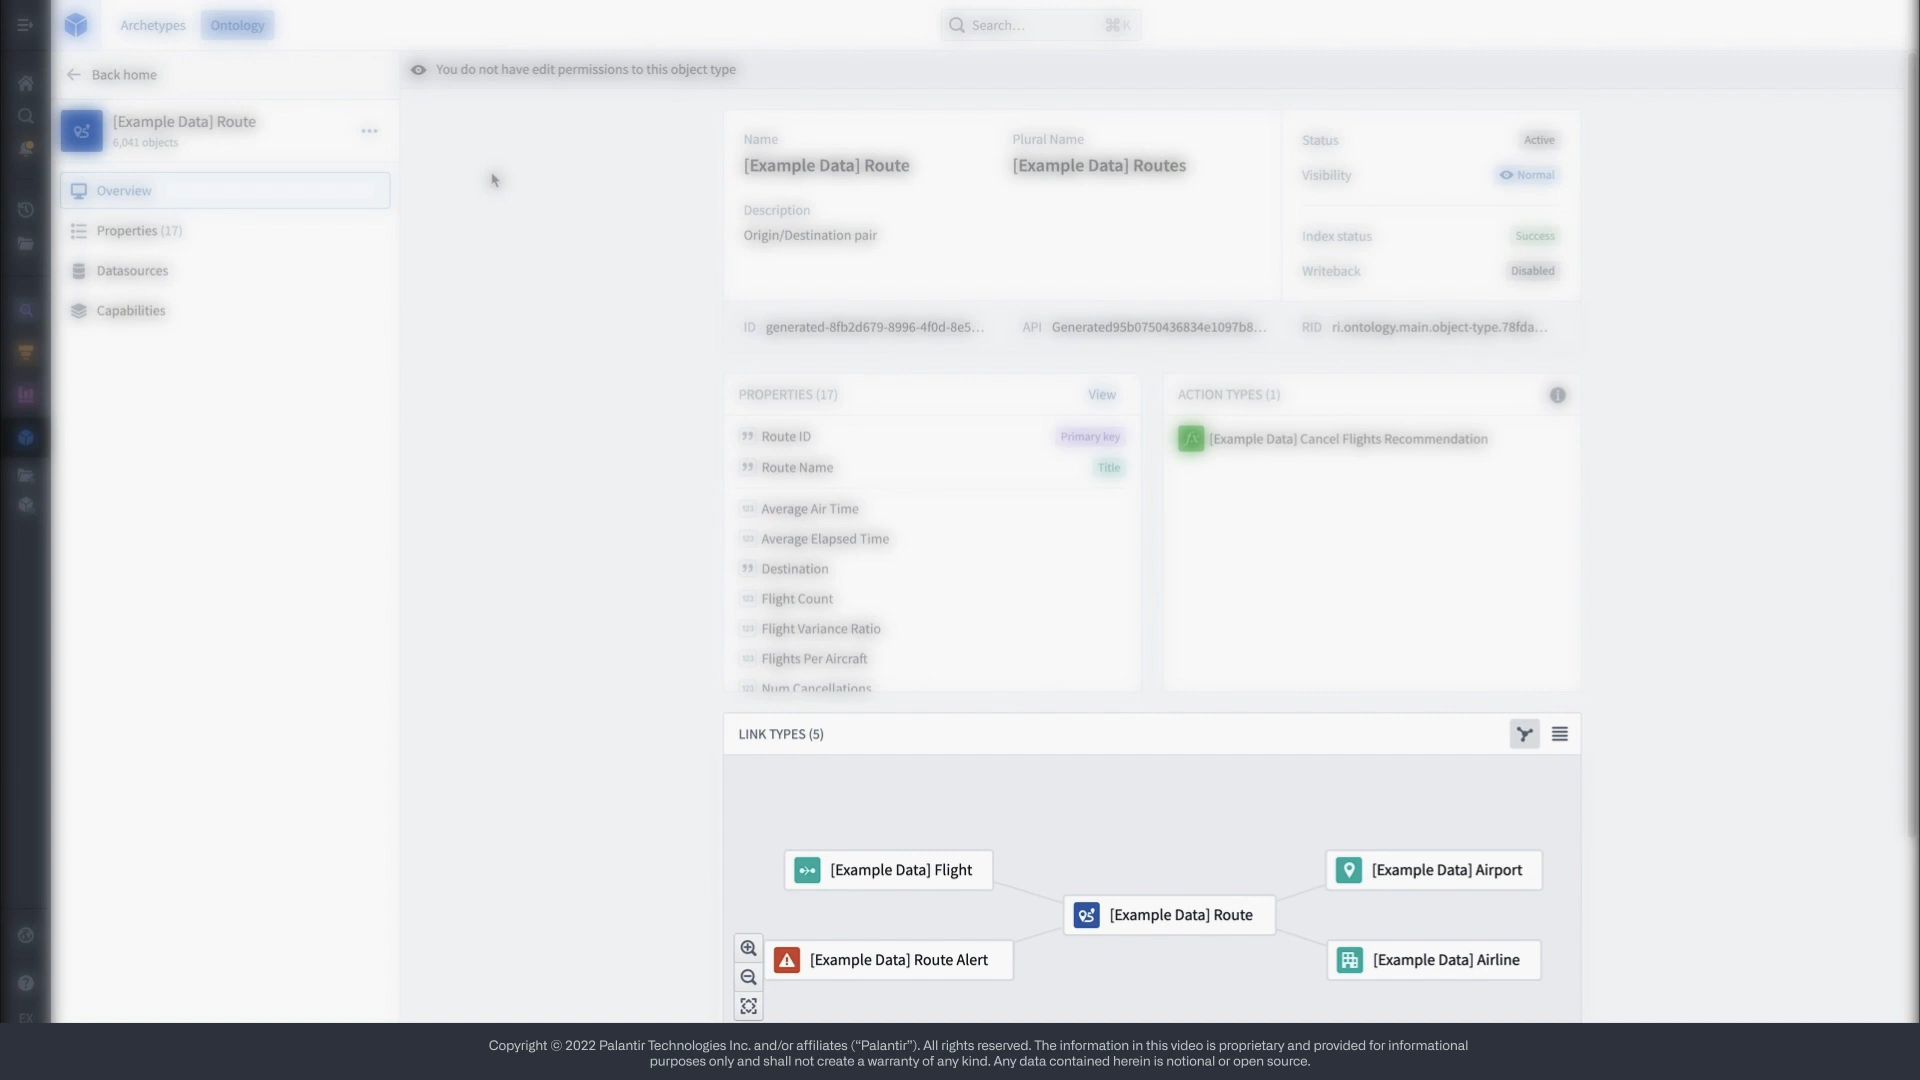 Archetypes
Ontology
Search...
⌘K
Back home
You do not have edit permissions to this object type
[Example Data] Route
6,041 objects
Overview
Properties (17)
Datasources
Capabilities
Name
[Example Data] Route
Plural Name
[Example Data] Routes
Description
Origin/Destination pair
Status
Active
Visibility
Normal
Index status
Success
Writeback
Disabled
ID generated-8fb2d679-8996-4f0d-8e5...
API Generated95b0750436834e1097b8...
RID ri.ontology.main.object-type.78fda...
PROPERTIES (17)
View
Route ID
Primary key
Route Name
Title
Average Air Time
Average Elapsed Time
Destination
Flight Count
Flight Variance Ratio
Flights Per Aircraft
Num Cancellations
ACTION TYPES (1)
[Example Data] Cancel Flights Recommendation
LINK TYPES (5)
[Example Data] Flight
[Example Data] Airport
[Example Data] Route
[Example Data] Route Alert
[Example Data] Airline
EX
Copyright © 2022 Palantir Technologies Inc. and/or affiliates (“Palantir”). All rights reserved. The information in this video is proprietary and provided for informational
purposes only and shall not create a warranty of any kind. Any data contained herein is notional or open source.